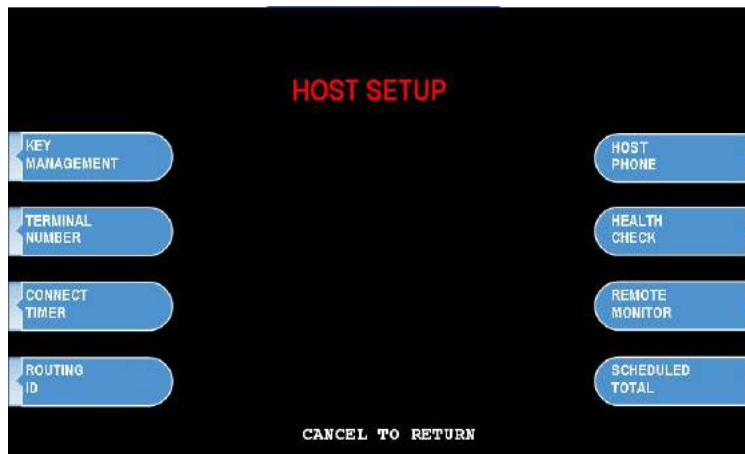 HOST SETUP
KEY
MANAGEMENT
HOST
PHONE
TERMINAL
NUMBER
HEALTH
CHECK
CONNECT
TIMER
REMOTE
MONITOR
ROUTING
ID
SCHEDULED
TOTAL
CANCEL TO RETURN